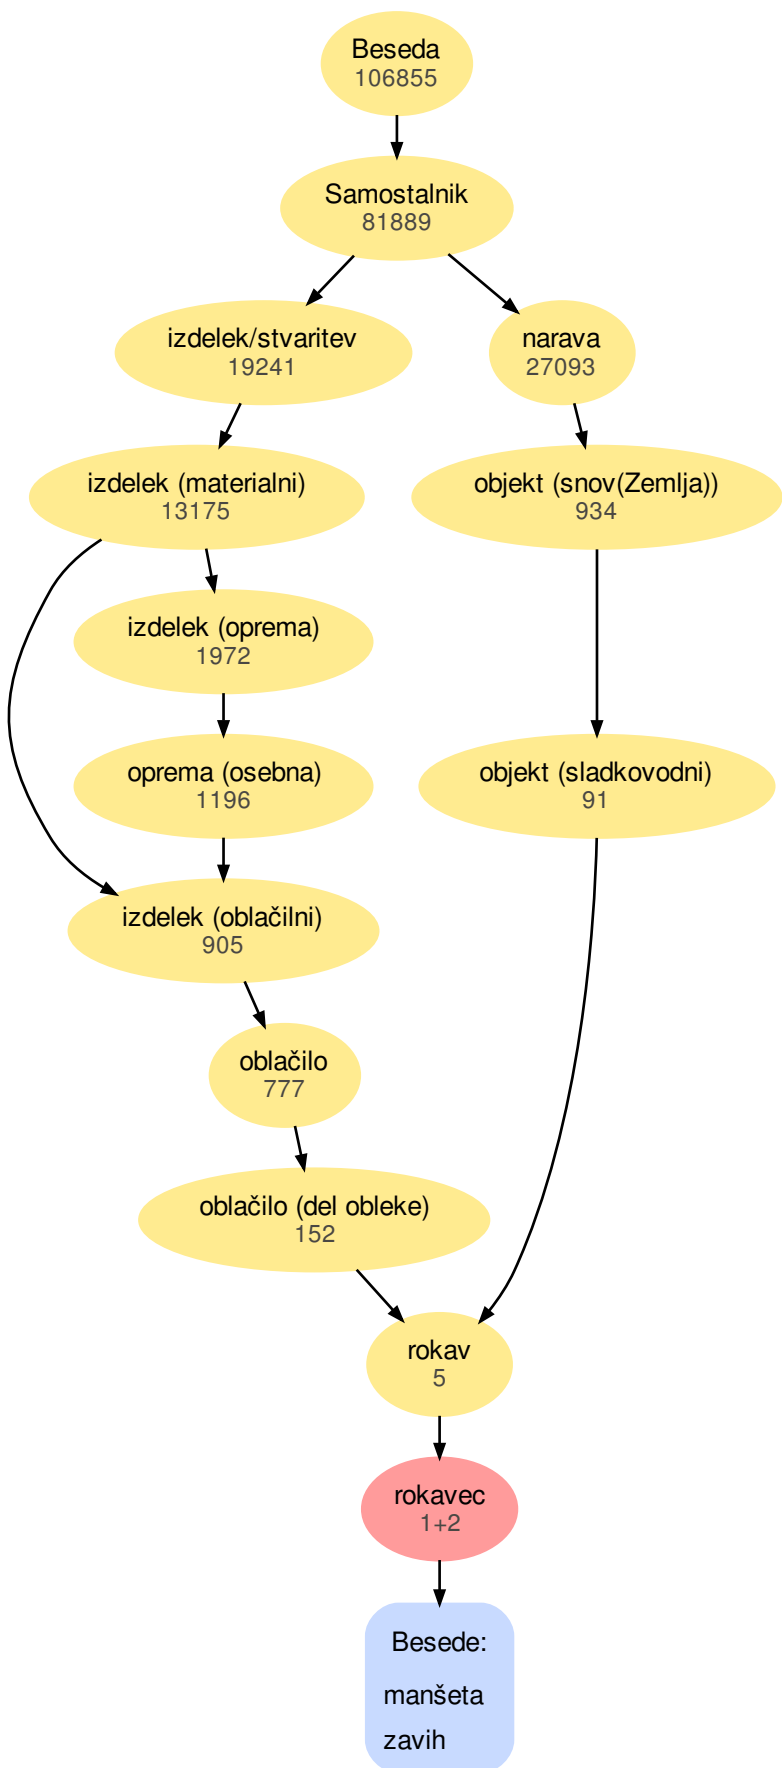 Beseda
106855
Samostalnik
81889
izdelek/stvaritev
19241
narava
27093
izdelek (materialni)
13175
objekt (snov(Zemlja))
934
izdelek (oprema)
1972
oprema (osebna)
1196
objekt (sladkovodni)
91
izdelek (oblačilni)
905
oblačilo
777
oblačilo (del obleke)
152
rokav
5
rokavec
1+2
Besede:
manšeta
zavih